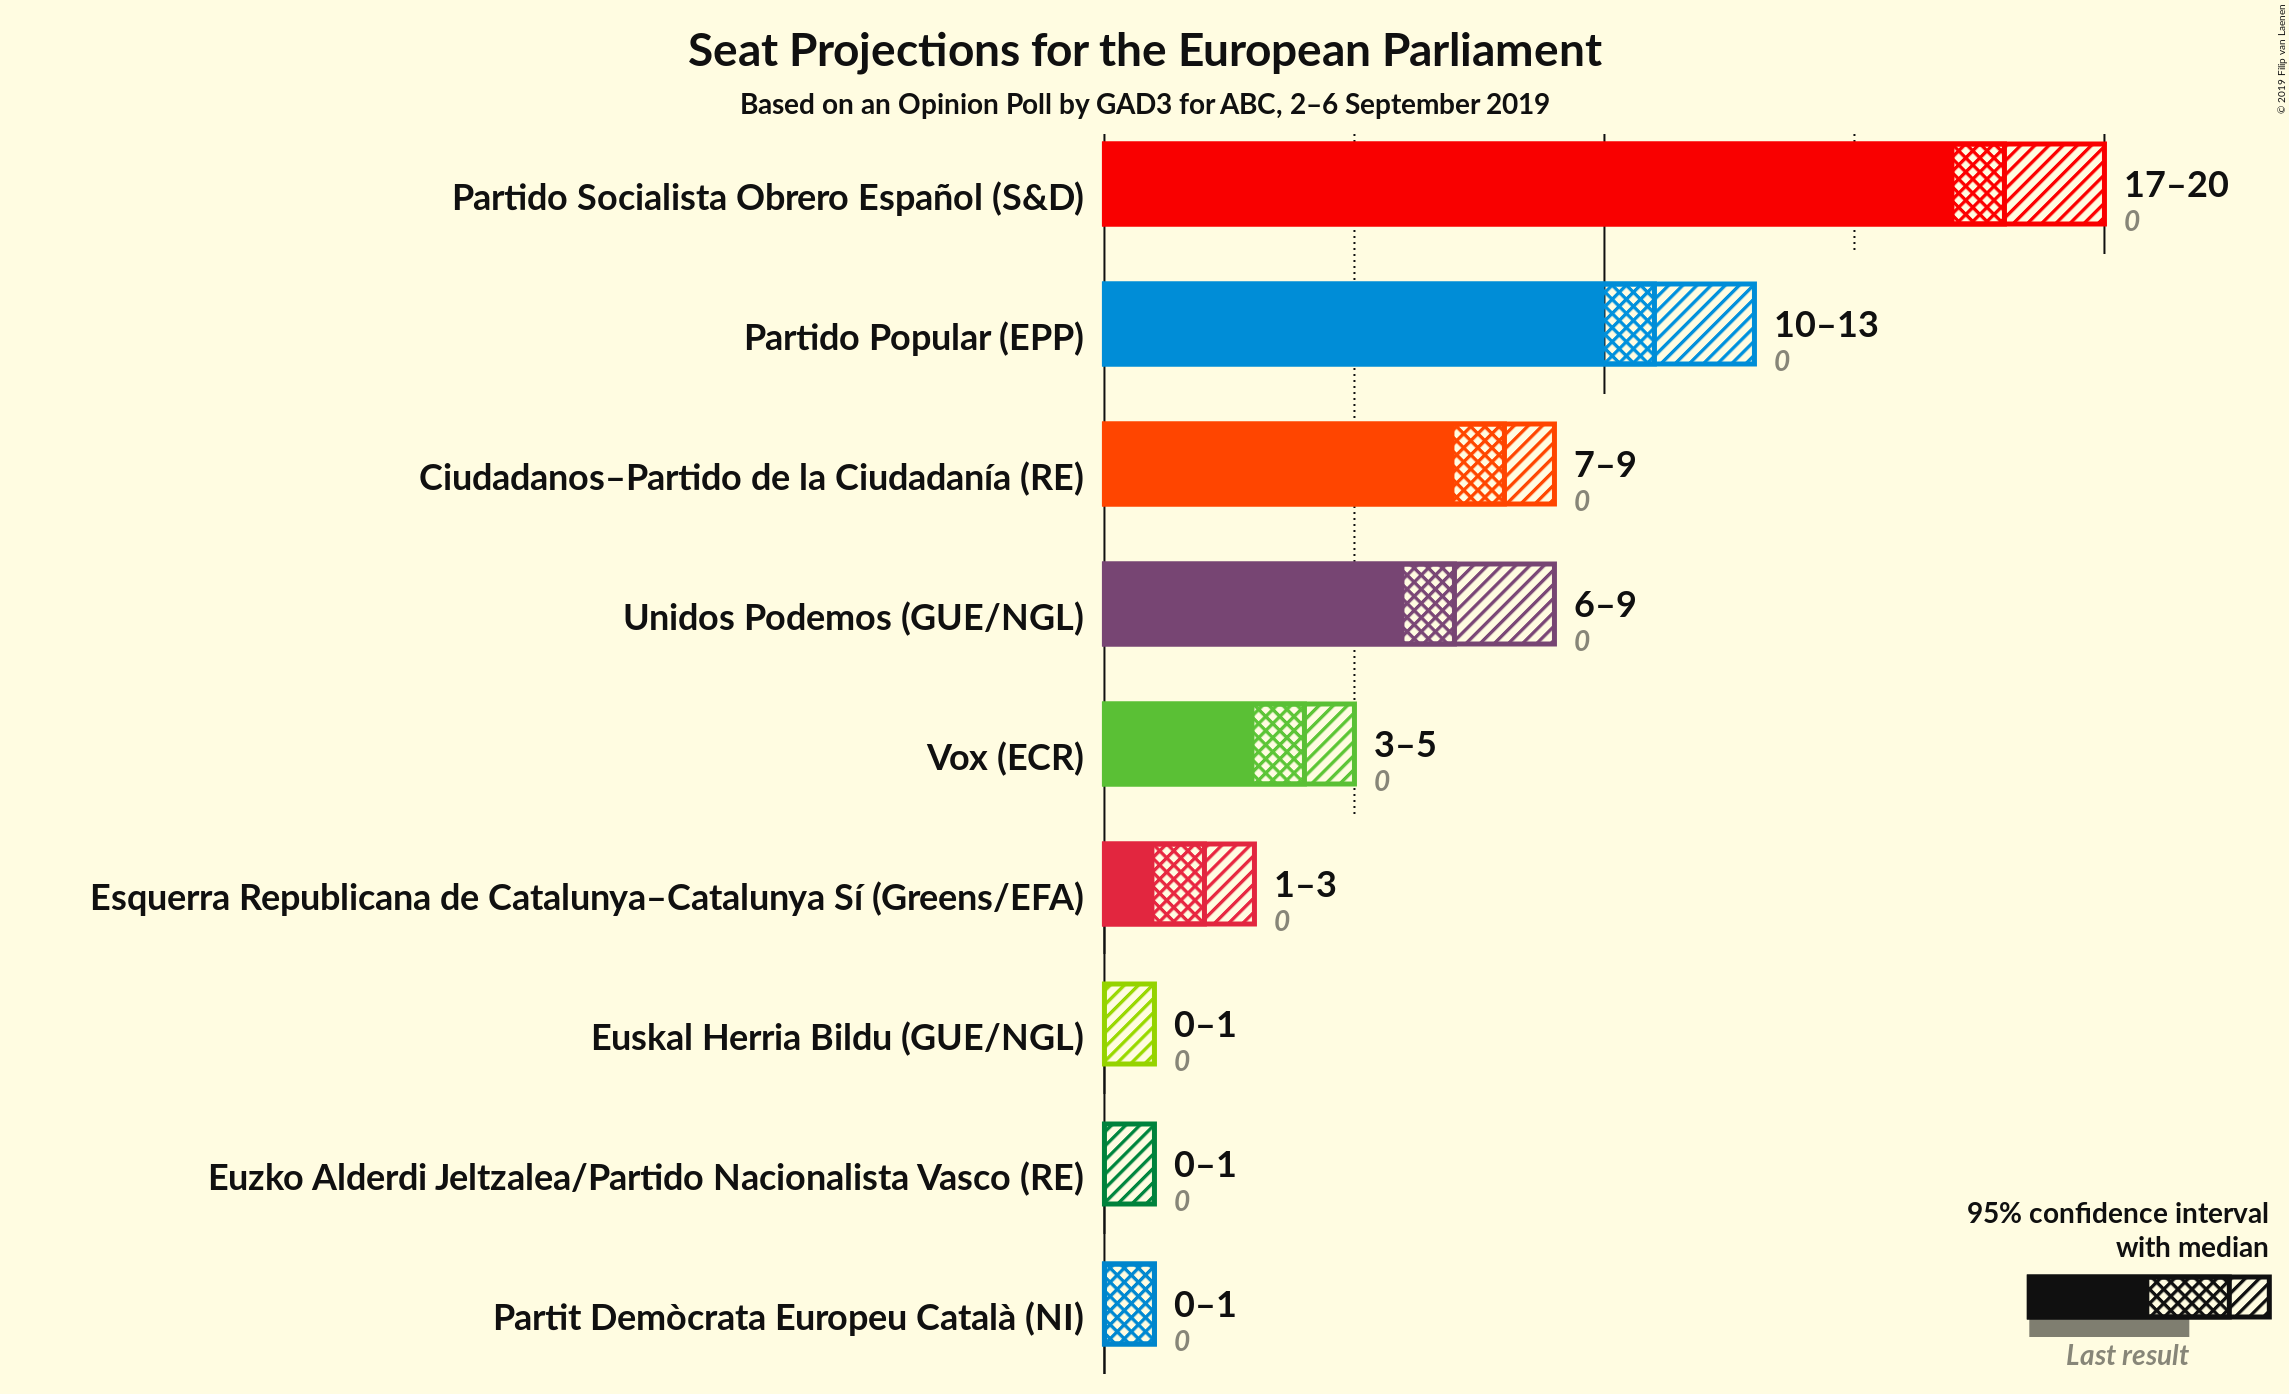 Seat Projections for the European Parliament
Based on an Opinion Poll by GAD3 for ABC, 2–6 September 2019
© 2019 Filip van Laenen
Partido Socialista Obrero Español (S&D)
17–20
0
Partido Popular (EPP)
10–13
0
Ciudadanos–Partido de la Ciudadanía (RE)
7–9
0
Unidos Podemos (GUE/NGL)
6–9
0
Vox (ECR)
3–5
0
Esquerra Republicana de Catalunya–Catalunya Sí (Greens/EFA)
1–3
0
Euskal Herria Bildu (GUE/NGL)
0–1
0
Euzko Alderdi Jeltzalea/Partido Nacionalista Vasco (RE)
0–1
0
Partit Demòcrata Europeu Català (NI)
0–1
0
95% confidence interval
with median
Last result